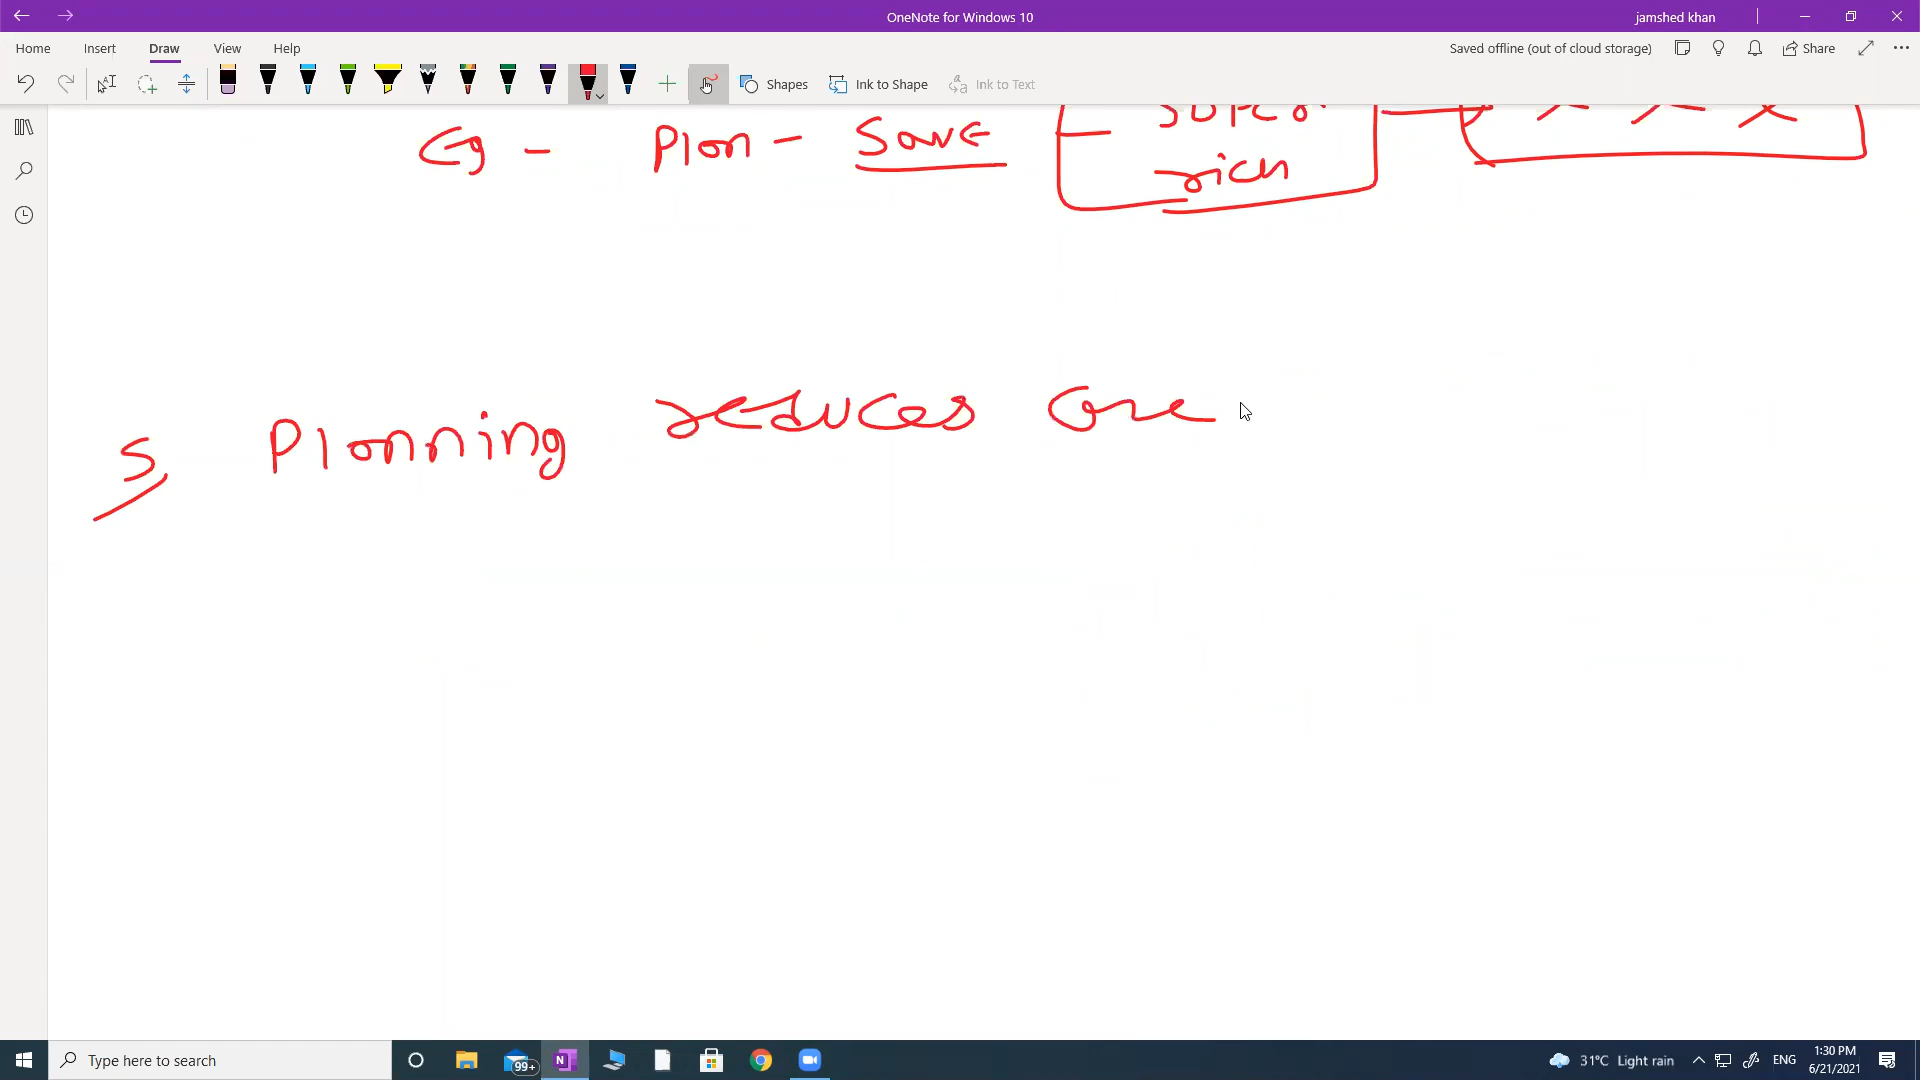 OneNote for Windows 10
jamshed khan
Home Insert Draw View Help
Saved offline (out of cloud storage)
Share
Shapes
Ink to Shape
Ink to Text
Eg - Plan - Save
rich
5 Planning reduces Cre
Type here to search
99+
N
31°C Light rain
ENG
1:30 PM
6/21/2021